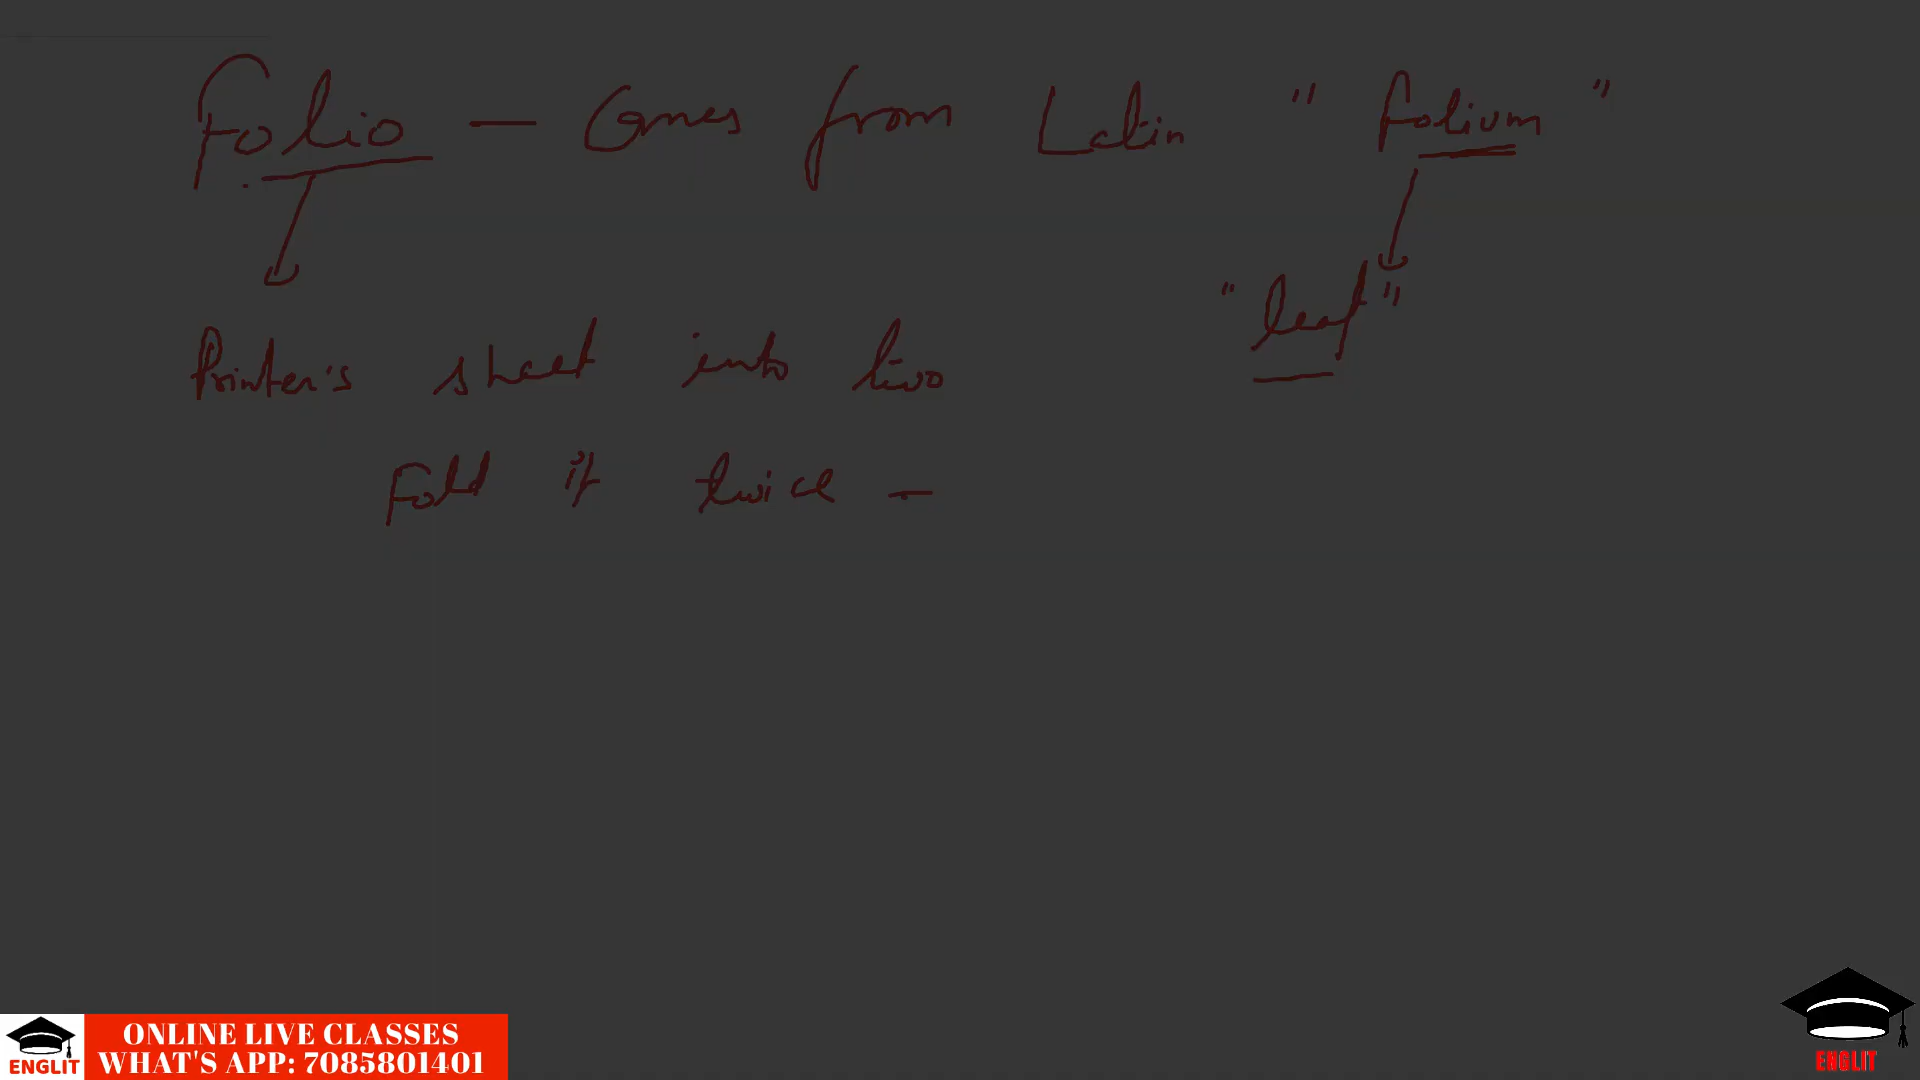 Folio — Comes from Latin " folium "
"leaf"
Printer's sheet into two
Fold it twice —
ONLINE LIVE CLASSES
WHAT'S APP: 7085801401
ENGLIT
ENGLIT